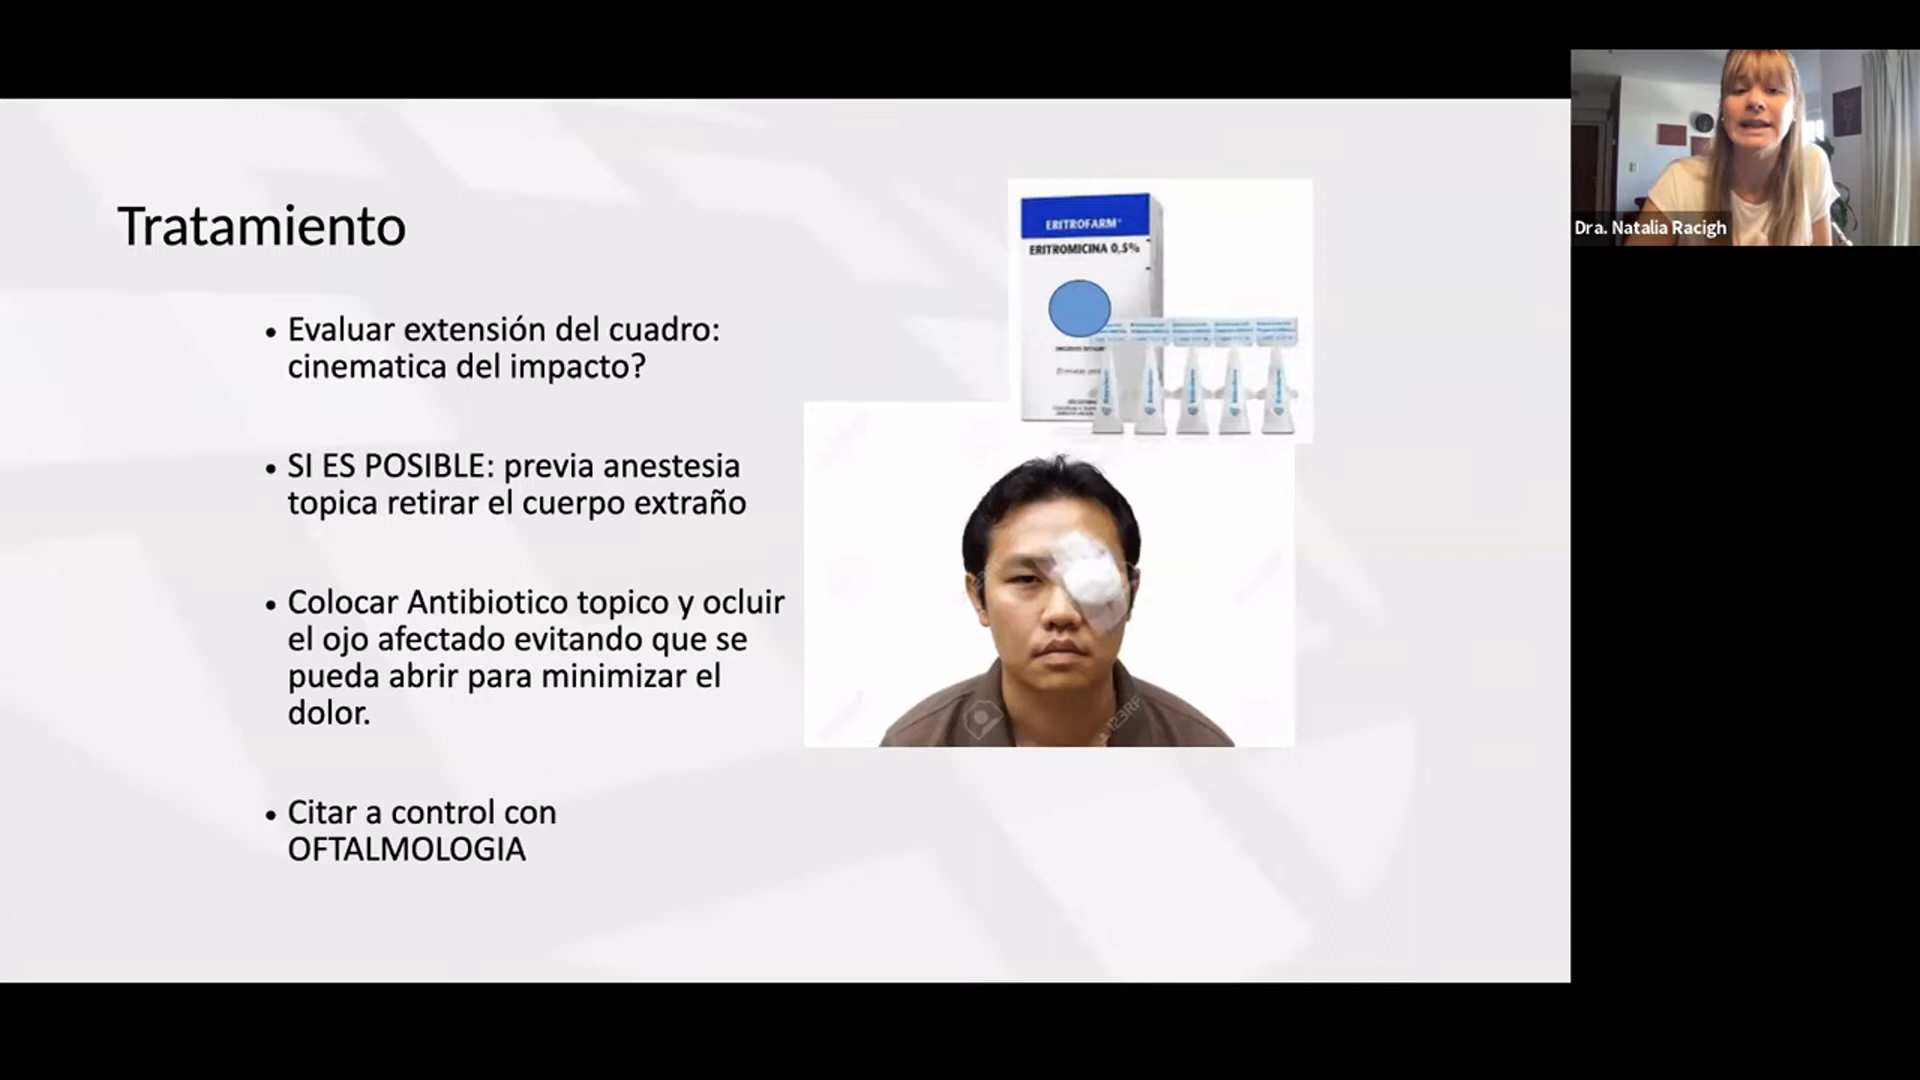 Tratamiento
• Evaluar extensión del cuadro:
cinematica del impacto?
• SI ES POSIBLE: previa anestesia
topica retirar el cuerpo extraño
• Colocar Antibiotico topico y ocluir
el ojo afectado evitando que se
pueda abrir para minimizar el
dolor.
• Citar a control con
OFTALMOLOGIA
ERITROFARM
ERITROMICINA 0,5%
123RF
Dra. Natalia Racigh